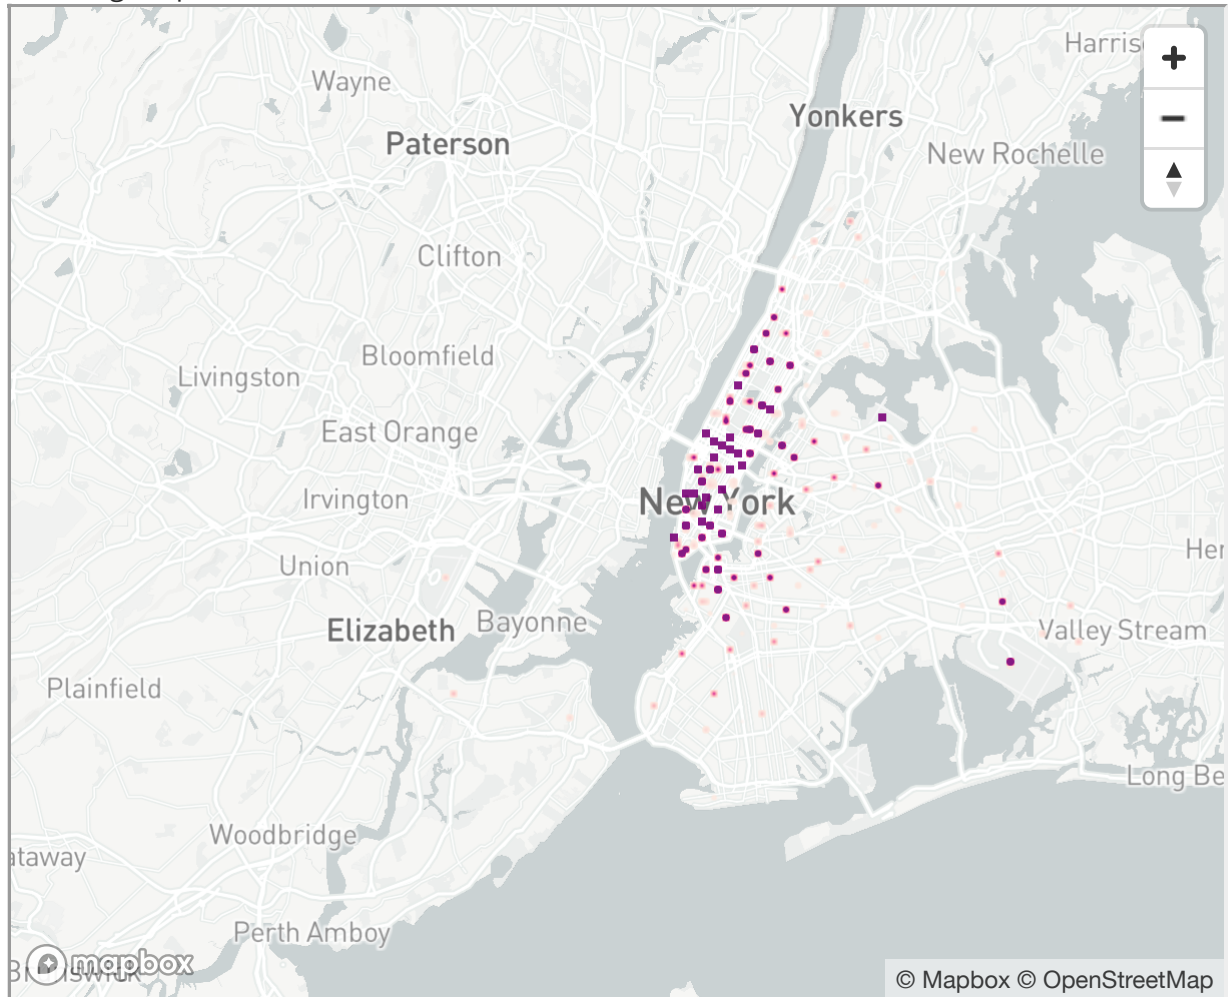 Harris
Wayne
Yonkers
Paterson
New Rochelle
Clifton
Bloomfield
Livingston
East Orange
Irvington
New York
Union
Her
Elizabeth
Bayonne
Valley Stream
Plainfield
Long Be
Woodbridge
ataway
Perth Amboy
mapbox
© Mapbox © OpenStreetMap